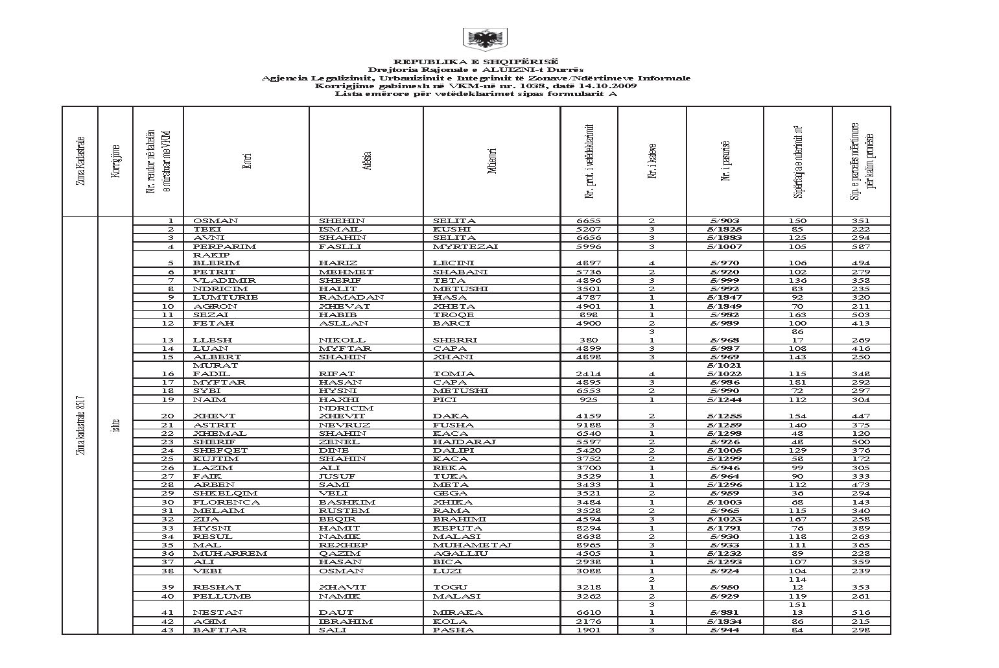 REPUBLIKA E SHQIPËRISË
Drejtoria Rajonale e ALUIZNI-t Durrës
Agjencia Legalizimit, Urbanizimit e Integrimit të Zonave/Ndërtimeve Informale
Korrigjime gabimesh në VKM-në nr. 1038, datë 14.10.2009
Lista emërore për vetëdeklarimet sipas formularit A
Zona Kadastrale
Korrigjime
Nr. rendor në tabelën
e miratuar me VKM
Emri
Atësia
Mbiemri
Nr. prot. i vetëdeklarimit
Nr. i kateve
Nr. i pasurisë
Sipërfaqja e nderimit m²
Sip. e parcelës ndërtimore
për kalim pronësie
Zona kadastrale 8517
ishte
1 OSMAN SHEHIN SELITA 6655 2 5/903 150 351
2 TEKI ISMAIL KUSHI 5207 3 5/1825 85 222
3 AVNI SHAHIN SELITA 6656 3 5/1883 125 294
4 PERPARIM FASLLI MYRTEZAI 5996 3 5/1007 105 587
RAKIP
5 BLERIM HARIZ LECINI 4897 4 5/970 106 494
6 PETRIT MEHMET SHABANI 5736 2 5/920 102 279
7 VLADIMIR SHERIF TETA 4896 3 5/999 136 358
8 NDRICIM HALIT METUSHI 3501 2 5/992 83 235
9 LUMTURIE RAMADAN HASA 4787 1 5/1847 92 320
10 AGRON XHEVAT XHETA 4901 1 5/1849 70 211
11 SEZAI HABIB TROQE 898 1 5/982 163 503
12 FETAH ASLLAN BARCI 4900 2 5/989 100 413
3 86
13 LLESH NIKOLL SHERRI 380 1 5/968 17 269
14 LUAN MYFTAR CAPA 4899 3 5/987 108 416
15 ALBERT SHAHIN XHANI 4898 3 5/969 143 250
MURAT 5/1021
16 FADIL RIFAT TOMJA 2414 4 5/1022 115 348
17 MYFTAR HASAN CAPA 4895 3 5/986 181 292
18 SYBI HYSNI METUSHI 6553 2 5/990 72 297
19 NAIM HAXHI PICI 925 1 5/1244 112 304
NDRICIM
20 XHEVT XHEVIT DAKA 4159 2 5/1255 154 447
21 ASTRIT NEVRUZ FUSHA 9188 3 5/1259 140 375
22 XHEMAL SHAHIN KACA 6540 1 5/1298 48 120
23 SHERIF ZENEL HAJDARAJ 5597 2 5/926 48 500
24 SHEFQET DINE DALIPI 5420 2 5/1005 129 376
25 KUJTIM SHAHIN KACA 3752 2 5/1299 58 172
26 LAZIM ALI REKA 3700 1 5/946 99 305
27 FAIK JUSUF TUKA 3529 1 5/964 90 333
28 ARBEN SAMI META 3433 1 5/1296 112 473
29 SHKELQIM VELI GEGA 3521 2 5/959 36 294
30 FLORENCA BASHKIM XHIKA 3484 1 5/1003 68 143
31 MELAIM RUSTEM RAMA 3528 2 5/965 115 340
32 ZIJA BEQIR BRAHIMI 4594 3 5/1023 167 258
33 HYSNI HAMIT KEPUTA 8294 1 5/1791 76 389
34 RESUL NAMIK MALASI 8638 2 5/930 118 263
35 MAL REXHEP MUHAMETAJ 8965 3 5/933 111 365
36 MUHARREM QAZIM AGALLIU 4505 1 5/1232 89 228
37 ALI HASAN BICA 2938 1 5/1293 107 359
38 VEBI OSMAN LUZI 3088 1 5/924 104 239
2 114
39 RESHAT XHAVIT TOGU 3218 1 5/950 12 353
40 PELLUMB NAMIK MALASI 3262 2 5/929 119 261
3 151
41 NESTAN DAUT MIRAKA 6610 1 5/881 13 516
42 AGIM IBRAHIM KOLA 2176 1 5/1834 86 215
43 BAFTJAR SALI PASHA 1901 3 5/944 84 298